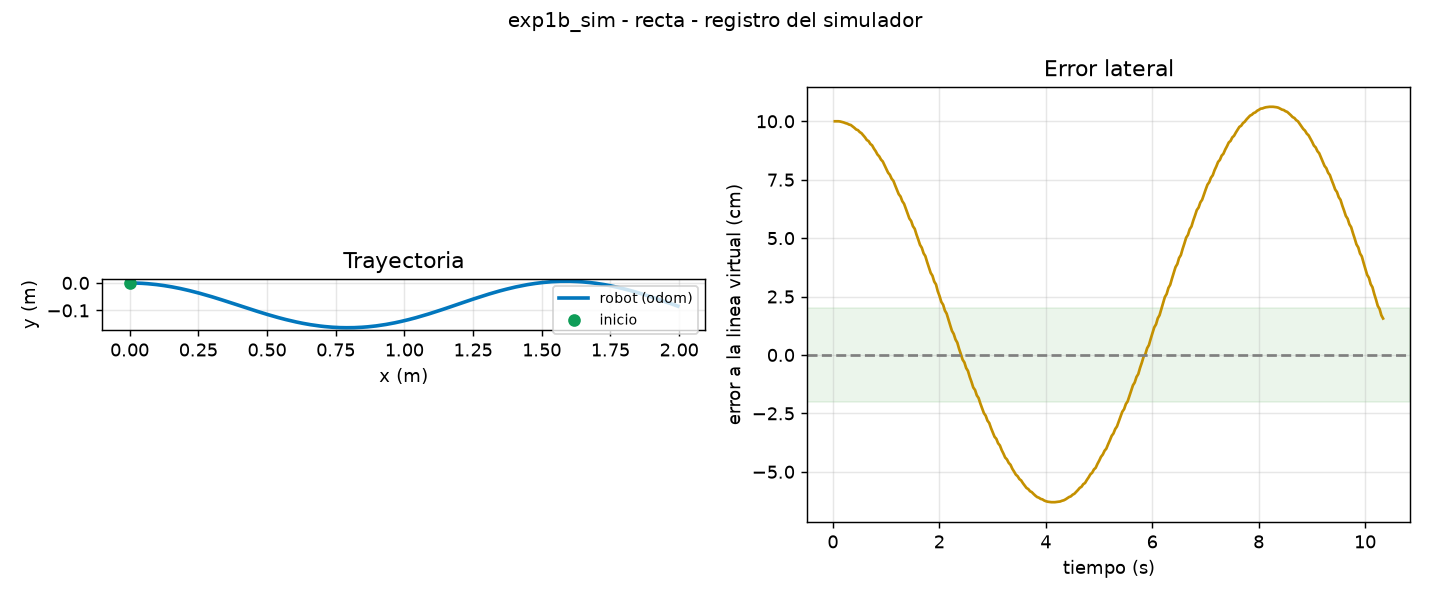 exp1b_sim - recta - registro del simulador
Trayectoria
y (m)
0.0
−0.1
robot (odom)
inicio
0.00 0.25 0.50 0.75 1.00 1.25 1.50 1.75 2.00
x (m)
Error lateral
error a la linea virtual (cm)
10.0
7.5
5.0
2.5
0.0
−2.5
−5.0
0 2 4 6 8 10
tiempo (s)